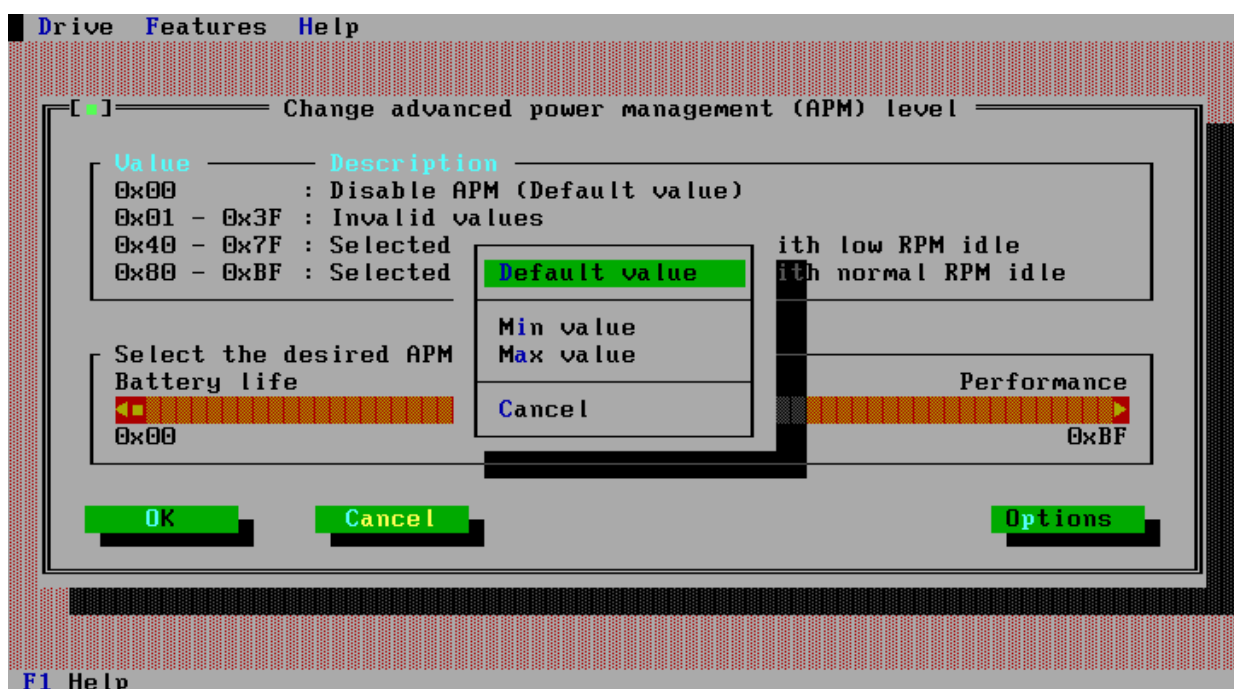 Drive Features Help
Change advanced power management (APM) level
Value Description
0x00 : Disable APM (Default value)
0x01 - 0x3F : Invalid values
0x40 - 0x7F : Selected ith low RPM idle
0x80 - 0xBF : Selected ith normal RPM idle
Default value
Min value
Max value
Cancel
Select the desired APM
Battery life Performance
0x00 0xBF
OK Cancel Options
F1 Help